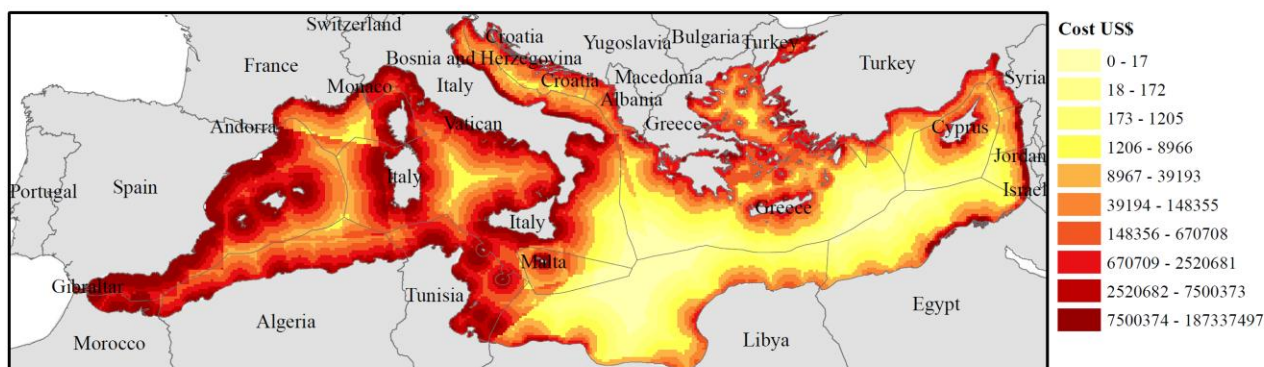 Switzerland
Croatia
Yugoslavia
Bulgaria
Turkey
Bosnia and Herzegovina
France
Monaco
Italy
Croatia
Macedonia
Turkey
Syria
Albania
Andorra
Vatican
Greece
Cyprus
Jordan
Portugal
Spain
Italy
Israel
Italy
Greece
Malta
Gibraltar
Tunisia
Egypt
Algeria
Libya
Morocco
Cost US$
0 - 17
18 - 172
173 - 1205
1206 - 8966
8967 - 39193
39194 - 148355
148356 - 670708
670709 - 2520681
2520682 - 7500373
7500374 - 187337497